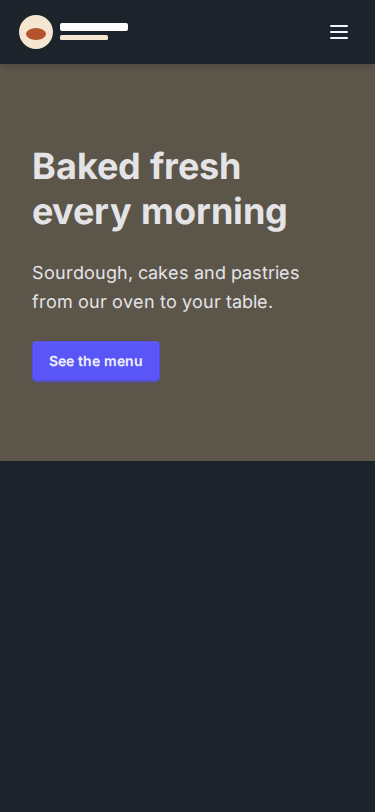 Baked fresh
every morning
Sourdough, cakes and pastries
from our oven to your table.
See the menu